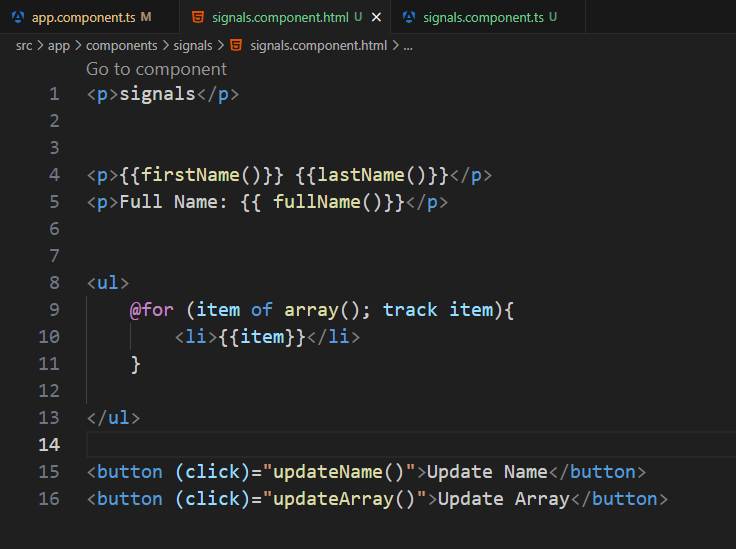 app.component.ts M signals.component.html U signals.component.ts U
src > app > components > signals > signals.component.html > ...
Go to component
1 <p>signals</p>
2
3
4 <p>{{firstName()}} {{lastName()}}</p>
5 <p>Full Name: {{ fullName()}}</p>
6
7
8 <ul>
9     @for (item of array(); track item){
10         <li>{{item}}</li>
11     }
12
13 </ul>
14
15 <button (click)="updateName()">Update Name</button>
16 <button (click)="updateArray()">Update Array</button>